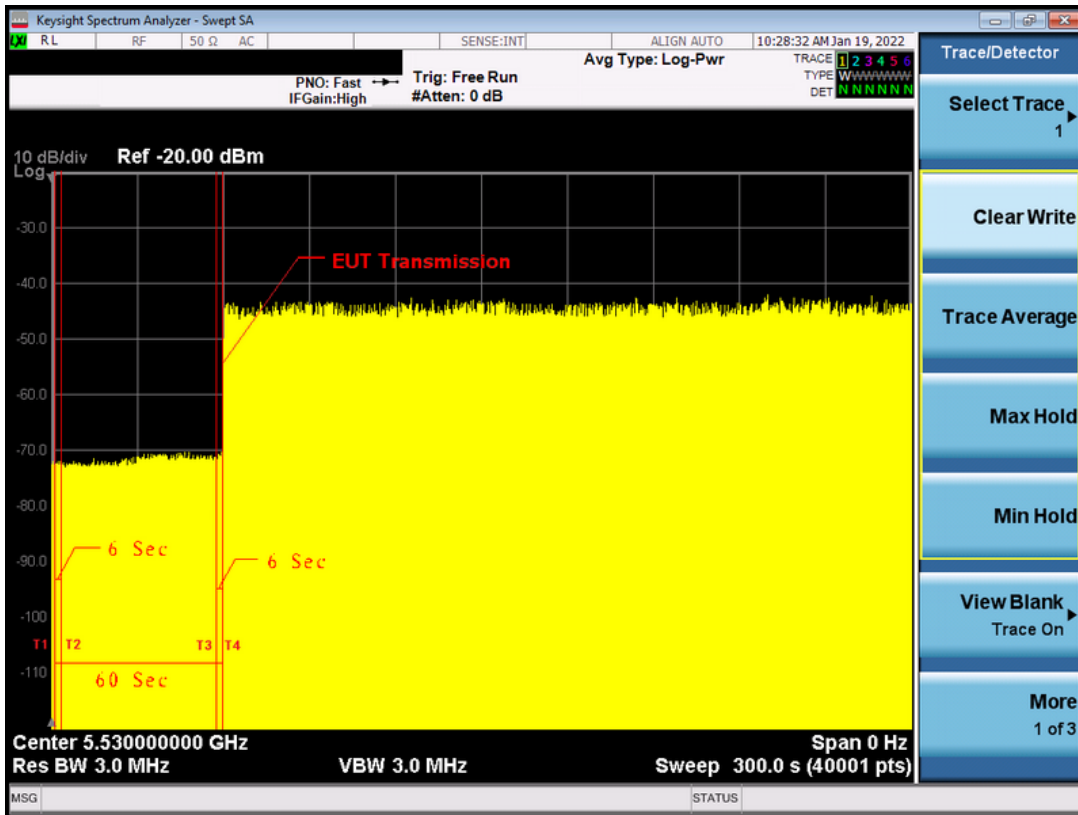 Keysight Spectrum Analyzer - Swept SA
LXI RL RF 50 Ω AC SENSE:INT ALIGN AUTO 10:28:32 AM Jan 19, 2022
PNO: Fast
IFGain:High
Trig: Free Run
#Atten: 0 dB
Avg Type: Log-Pwr
TRACE 1 2 3 4 5 6
TYPE WWWWWW
DET N N N N N N
10 dB/div Ref -20.00 dBm
Log
-30.0
-40.0
-50.0
-60.0
-70.0
-80.0
-90.0
-100
-110
EUT Transmission
6 Sec
6 Sec
T1 T2 T3 T4
60 Sec
Center 5.530000000 GHz Span 0 Hz
Res BW 3.0 MHz VBW 3.0 MHz Sweep 300.0 s (40001 pts)
MSG STATUS
Trace/Detector
Select Trace
1
Clear Write
Trace Average
Max Hold
Min Hold
View Blank
Trace On
More
1 of 3